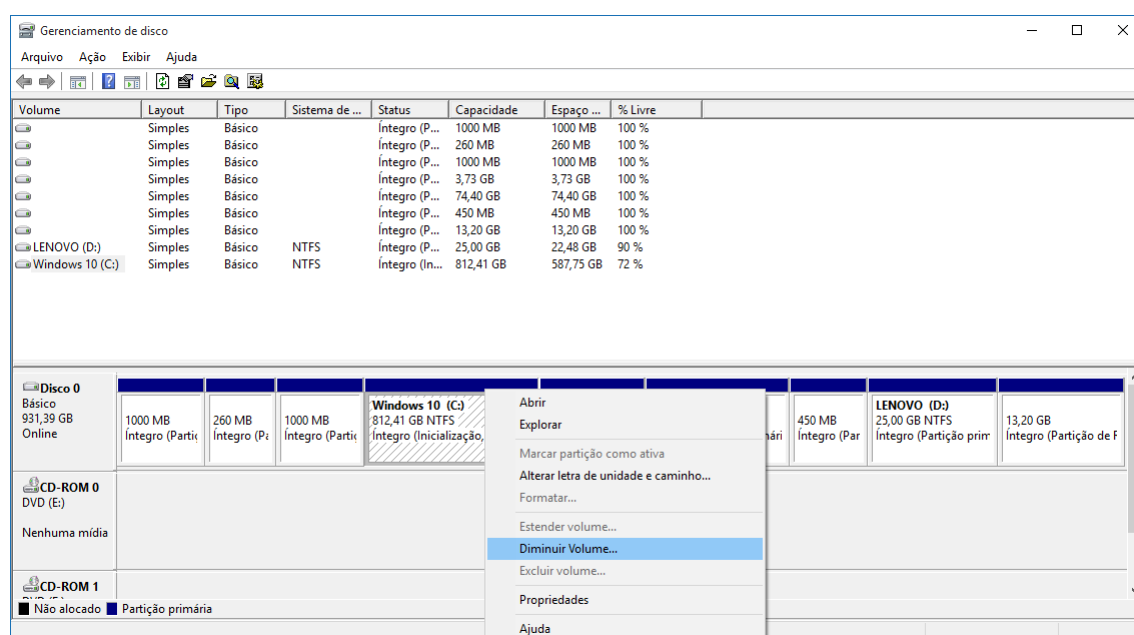 Gerenciamento de disco
Arquivo Ação Exibir Ajuda
Volume Layout Tipo Sistema de ... Status Capacidade Espaço ... % Livre
Simples Básico Íntegro (P... 1000 MB 1000 MB 100 %
Simples Básico Íntegro (P... 260 MB 260 MB 100 %
Simples Básico Íntegro (P... 1000 MB 1000 MB 100 %
Simples Básico Íntegro (P... 3,73 GB 3,73 GB 100 %
Simples Básico Íntegro (P... 74,40 GB 74,40 GB 100 %
Simples Básico Íntegro (P... 450 MB 450 MB 100 %
Simples Básico Íntegro (P... 13,20 GB 13,20 GB 100 %
LENOVO (D:) Simples Básico NTFS Íntegro (P... 25,00 GB 22,48 GB 90 %
Windows 10 (C:) Simples Básico NTFS Íntegro (In... 812,41 GB 587,75 GB 72 %
Disco 0
Básico
931,39 GB
Online
1000 MB
Íntegro (Partiç
260 MB
Íntegro (Pa
1000 MB
Íntegro (Partiç
Windows 10 (C:)
812,41 GB NTFS
Íntegro (Inicialização,
ári
450 MB
Íntegro (Par
LENOVO (D:)
25,00 GB NTFS
Íntegro (Partição prim
13,20 GB
Íntegro (Partição de
Abrir
Explorar
Marcar partição como ativa
Alterar letra de unidade e caminho...
Formatar...
Estender volume...
Diminuir Volume...
Excluir volume...
Propriedades
Ajuda
CD-ROM 0
DVD (E:)
Nenhuma mídia
CD-ROM 1
Não alocado Partição primária